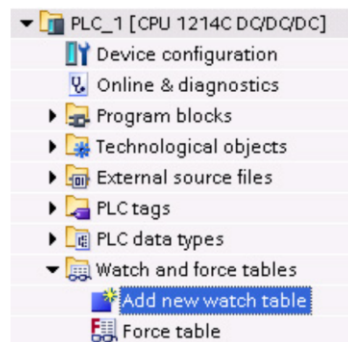 PLC_1 [CPU 1214C DC/DC/DC]
Device configuration
Online & diagnostics
Program blocks
Technological objects
External source files
PLC tags
PLC data types
Watch and force tables
Add new watch table
Force table